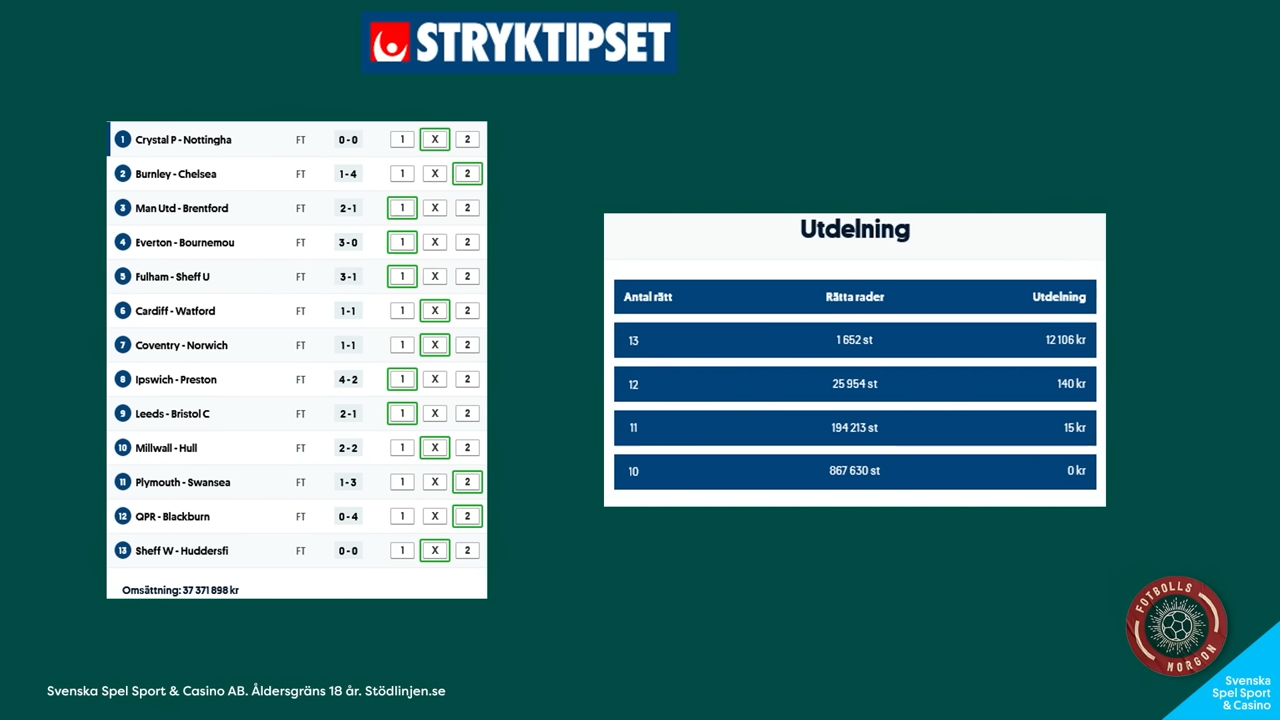 STRYKTIPSET
1 Crystal P - Nottingha FT 0 - 0 1 X 2
2 Burnley - Chelsea FT 1 - 4 1 X 2
3 Man Utd - Brentford FT 2 - 1 1 X 2
4 Everton - Bournemou FT 3 - 0 1 X 2
5 Fulham - Sheff U FT 3 - 1 1 X 2
6 Cardiff - Watford FT 1 - 1 1 X 2
7 Coventry - Norwich FT 1 - 1 1 X 2
8 Ipswich - Preston FT 4 - 2 1 X 2
9 Leeds - Bristol C FT 2 - 1 1 X 2
10 Millwall - Hull FT 2 - 2 1 X 2
11 Plymouth - Swansea FT 1 - 3 1 X 2
12 QPR - Blackburn FT 0 - 4 1 X 2
13 Sheff W - Huddersfi FT 0 - 0 1 X 2
Omsättning: 37 371 898 kr
Utdelning
Antal rätt Rätta rader Utdelning
13 1 652 st 12 106 kr
12 25 954 st 140 kr
11 194 213 st 15 kr
10 867 630 st 0 kr
FOTBOLLS
MORGON
Svenska Spel Sport & Casino AB. Åldersgräns 18 år. Stödlinjen.se
Svenska
Spel Sport
& Casino